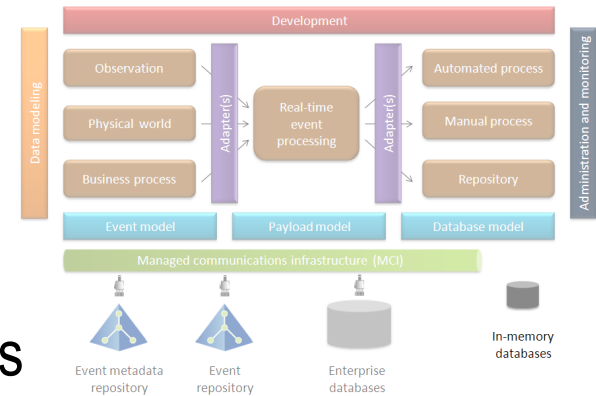 Development
Data modeling
Observation
Physical world
Business process
Adapter(s)
Real-time
event
processing
Adapter(s)
Automated process
Manual process
Repository
Administration and monitoring
Event model
Payload model
Database model
Managed communications infrastructure (MCI)
s
Event metadata
repository
Event
repository
Enterprise
databases
In-memory
databases